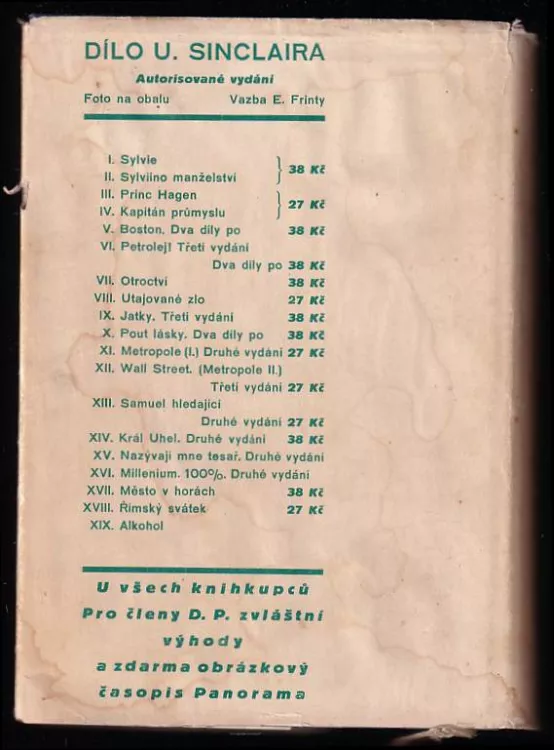 DÍLO U. SINCLAIRA
Autorisované vydání
Foto na obalu Vazba E. Frinty
I. Sylvie
II. Sylviino manželství } 38 Kč
III. Princ Hagen
IV. Kapitán průmyslu } 27 Kč
V. Boston. Dva díly po 38 Kč
VI. Petrolej! Třetí vydání
Dva díly po 38 Kč
VII. Otroctví 38 Kč
VIII. Utajované zlo 27 Kč
IX. Jatky. Třetí vydání 38 Kč
X. Pout lásky. Dva díly po 38 Kč
XI. Metropole (I.) Druhé vydání 27 Kč
XII. Wall Street. (Metropole II.)
Třetí vydání 27 Kč
XIII. Samuel hledající
Druhé vydání 27 Kč
XIV. Král Uhel. Druhé vydání 38 Kč
XV. Nazývají mne tesař. Druhé vydání
XVI. Millenium. 100%. Druhé vydání
XVII. Město v horách 38 Kč
XVIII. Římský svátek 27 Kč
XIX. Alkohol
U všech knihkupců
Pro členy D. P. zvláštní
výhody
a zdarma obrázkový
časopis Panorama